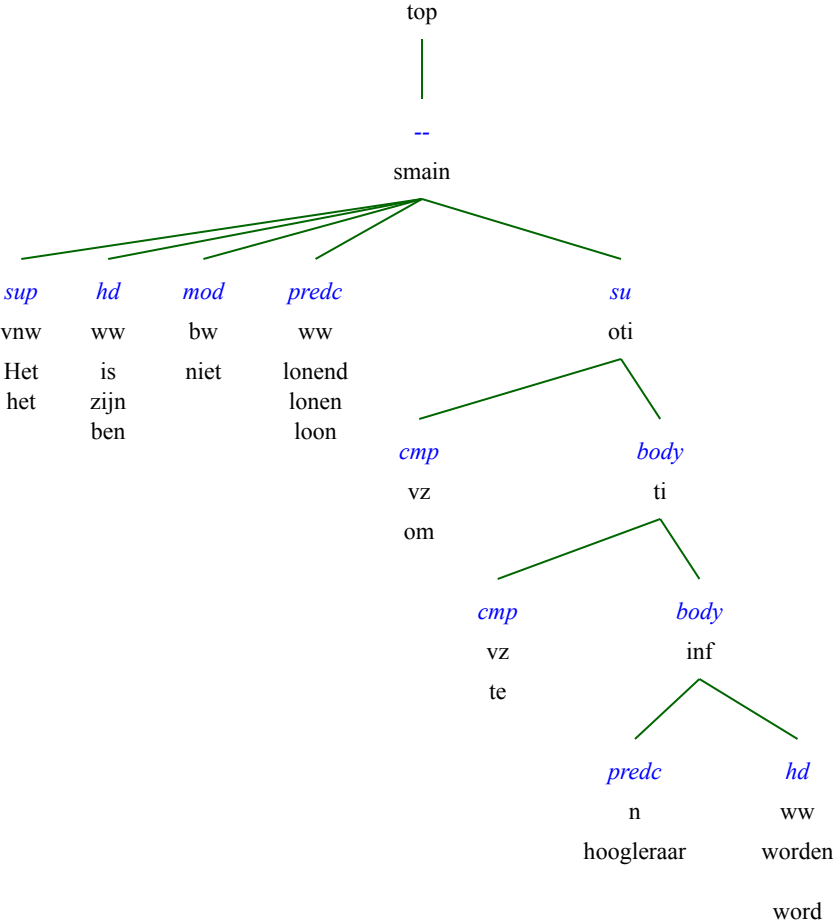 top
--
smain
sup hd mod predc su
vnw ww bw ww oti
Het is niet lonend
het zijn lonen
ben loon
cmp body
vz ti
om
cmp body
vz inf
te
predc hd
n ww
hoogleraar worden
word